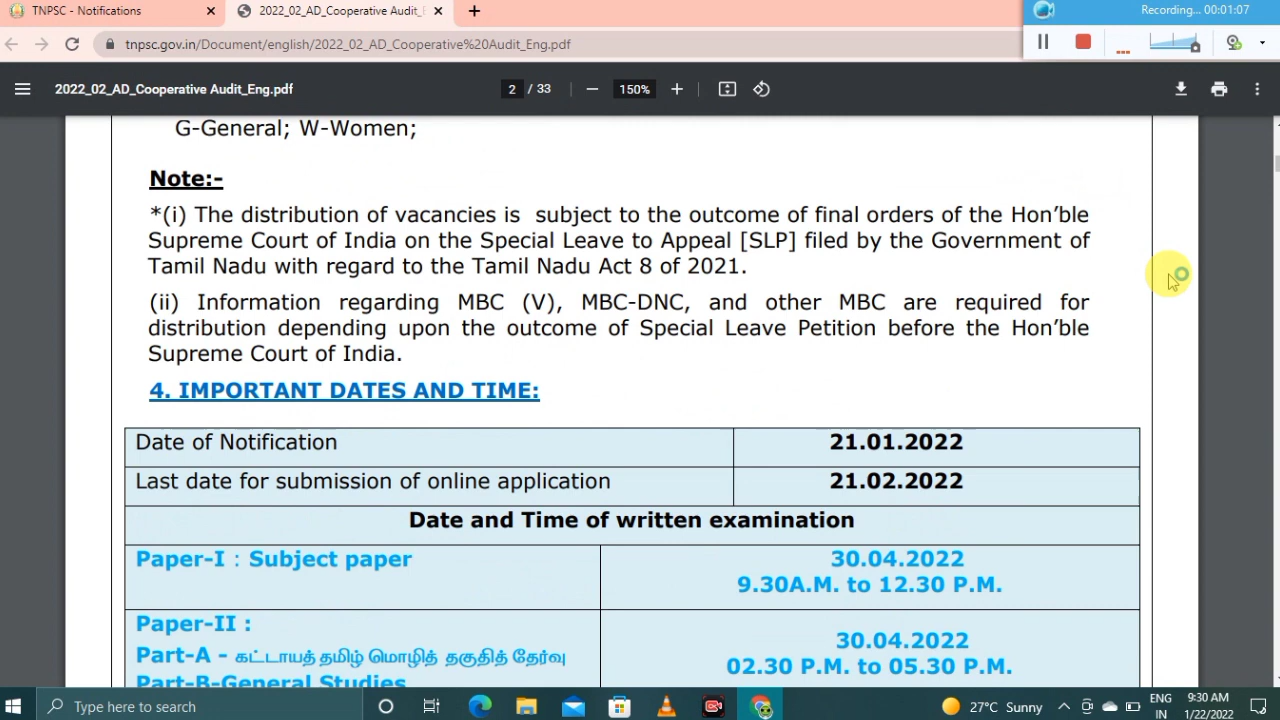 TNPSC - Notifications
2022_02_AD_Cooperative Audit_E
Recording... 00:01:07
tnpsc.gov.in/Document/english/2022_02_AD_Cooperative%20Audit_Eng.pdf
2022_02_AD_Cooperative Audit_Eng.pdf
2 / 33
150%
G-General; W-Women;
Note:-
*(i) The distribution of vacancies is subject to the outcome of final orders of the Hon’ble
Supreme Court of India on the Special Leave to Appeal [SLP] filed by the Government of
Tamil Nadu with regard to the Tamil Nadu Act 8 of 2021.
(ii) Information regarding MBC (V), MBC-DNC, and other MBC are required for
distribution depending upon the outcome of Special Leave Petition before the Hon’ble
Supreme Court of India.
4. IMPORTANT DATES AND TIME:
Date of Notification 21.01.2022
Last date for submission of online application 21.02.2022
Date and Time of written examination
Paper-I : Subject paper
30.04.2022
9.30A.M. to 12.30 P.M.
Paper-II :
Part-A - கட்டாயத் தமிழ் மொழித் தகுதித் தேர்வு
Part-B-General Studies
30.04.2022
02.30 P.M. to 05.30 P.M.
Type here to search
27°C Sunny
ENG
IN
9:30 AM
1/22/2022